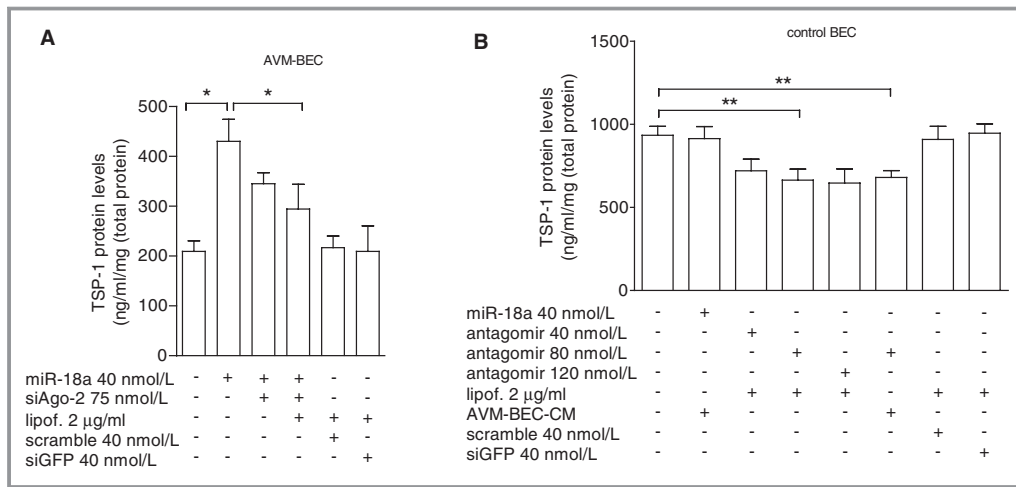 A
AVM-BEC
TSP-1 protein levels
(ng/ml/mg (total protein)
500
400
300
200
100
0
* *
miR-18a 40 nmol/L - + + + - -
siAgo-2 75 nmol/L - - + + - -
lipof. 2 μg/ml - - - + + +
scramble 40 nmol/L - - - - + -
siGFP 40 nmol/L - - - - - +
B
control BEC
TSP-1 protein levels
(ng/ml/mg (total protein)
1500
1000
500
0
**
**
miR-18a 40 nmol/L - + - - - - - -
antagomir 40 nmol/L - - + - - - - -
antagomir 80 nmol/L - - - + - + - -
antagomir 120 nmol/L - - - - + - - -
lipof. 2 μg/ml - - + + + - + +
AVM-BEC-CM - + - - - + - -
scramble 40 nmol/L - - - - - - + -
siGFP 40 nmol/L - - - - - - - +